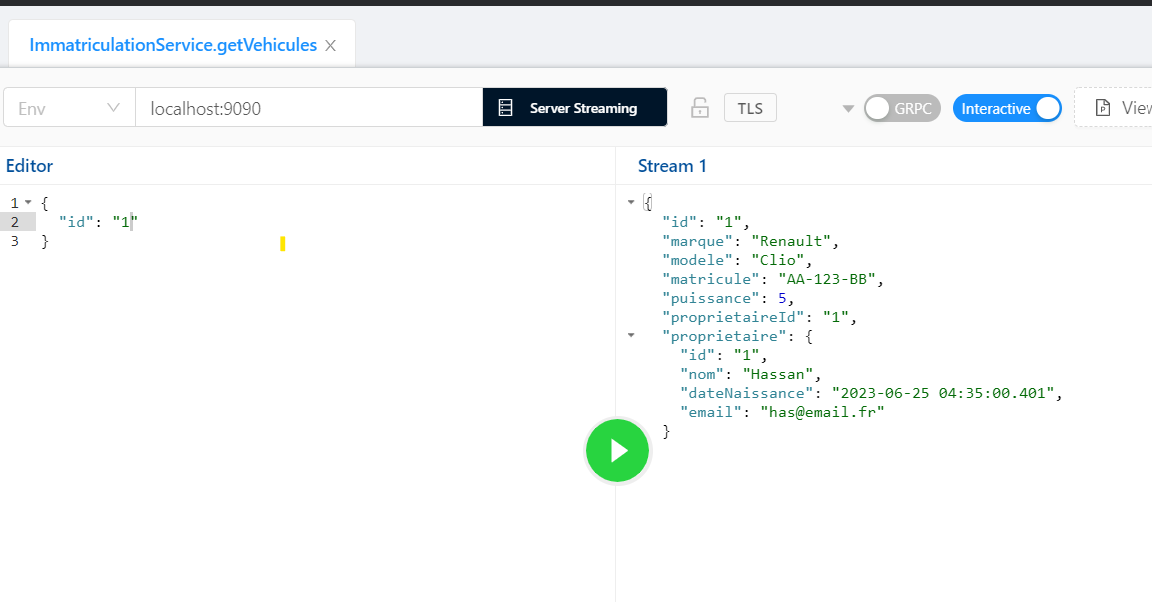 ImmatriculationService.getVehicules
Env localhost:9090 Server Streaming TLS GRPC Interactive
Editor
1 {
2 "id": "1"
3 }
Stream 1
{
"id": "1",
"marque": "Renault",
"modele": "Clio",
"matricule": "AA-123-BB",
"puissance": 5,
"proprietaireId": "1",
"proprietaire": {
"id": "1",
"nom": "Hassan",
"dateNaissance": "2023-06-25 04:35:00.401",
"email": "has@email.fr"
}